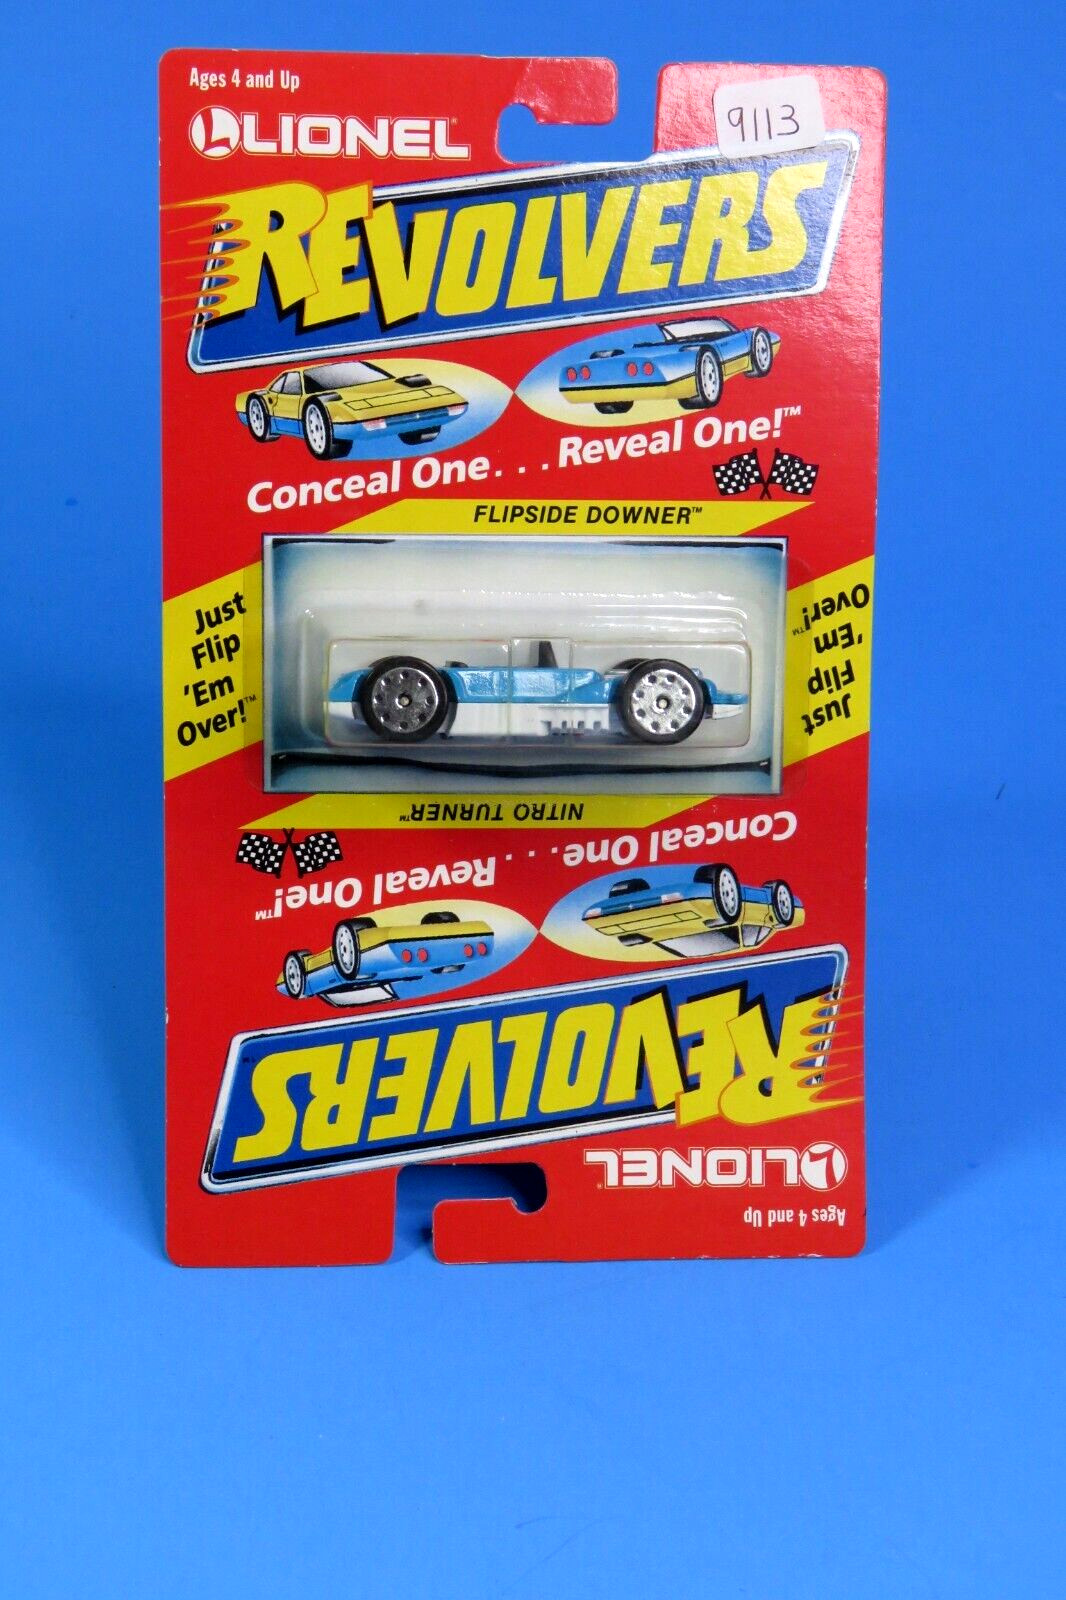 Ages 4 and Up
9113
LIONEL®
REVOLVERS
Conceal One. . . Reveal One!™
FLIPSIDE DOWNER™
Just
Flip
'Em
Over!™
Just
Flip
'Em
Over!™
NITRO TURNER™
Conceal One. . . Reveal One!™
REVOLVERS™
LIONEL®
Ages 4 and Up